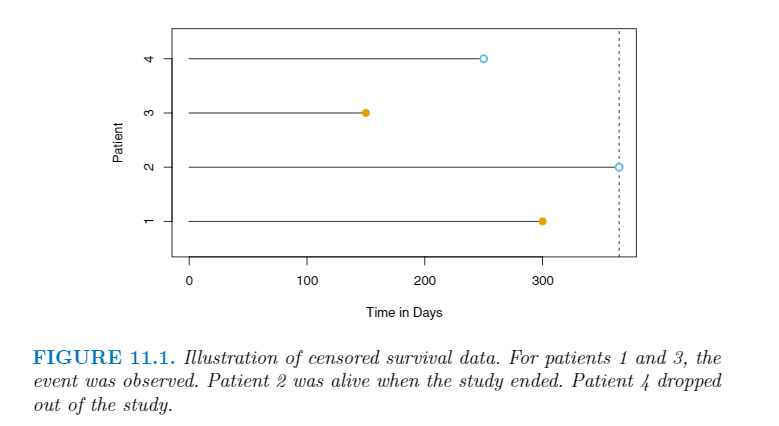 4
3
2
1
Patient
0 100 200 300
Time in Days
FIGURE 11.1. Illustration of censored survival data. For patients 1 and 3, the
event was observed. Patient 2 was alive when the study ended. Patient 4 dropped
out of the study.